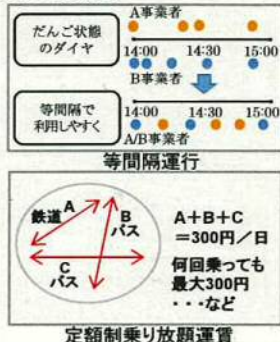 だんご状態
のダイヤ
A事業者
14:00 14:30 15:00
B事業者
等間隔で
利用しやすく
14:00 14:30 15:00
A/B事業者
等間隔運行
鉄道 A
B
バス
C
バス
A+B+C
=300円/日
何回乗っても
最大300円
・・・など
定額制乗り放題運賃